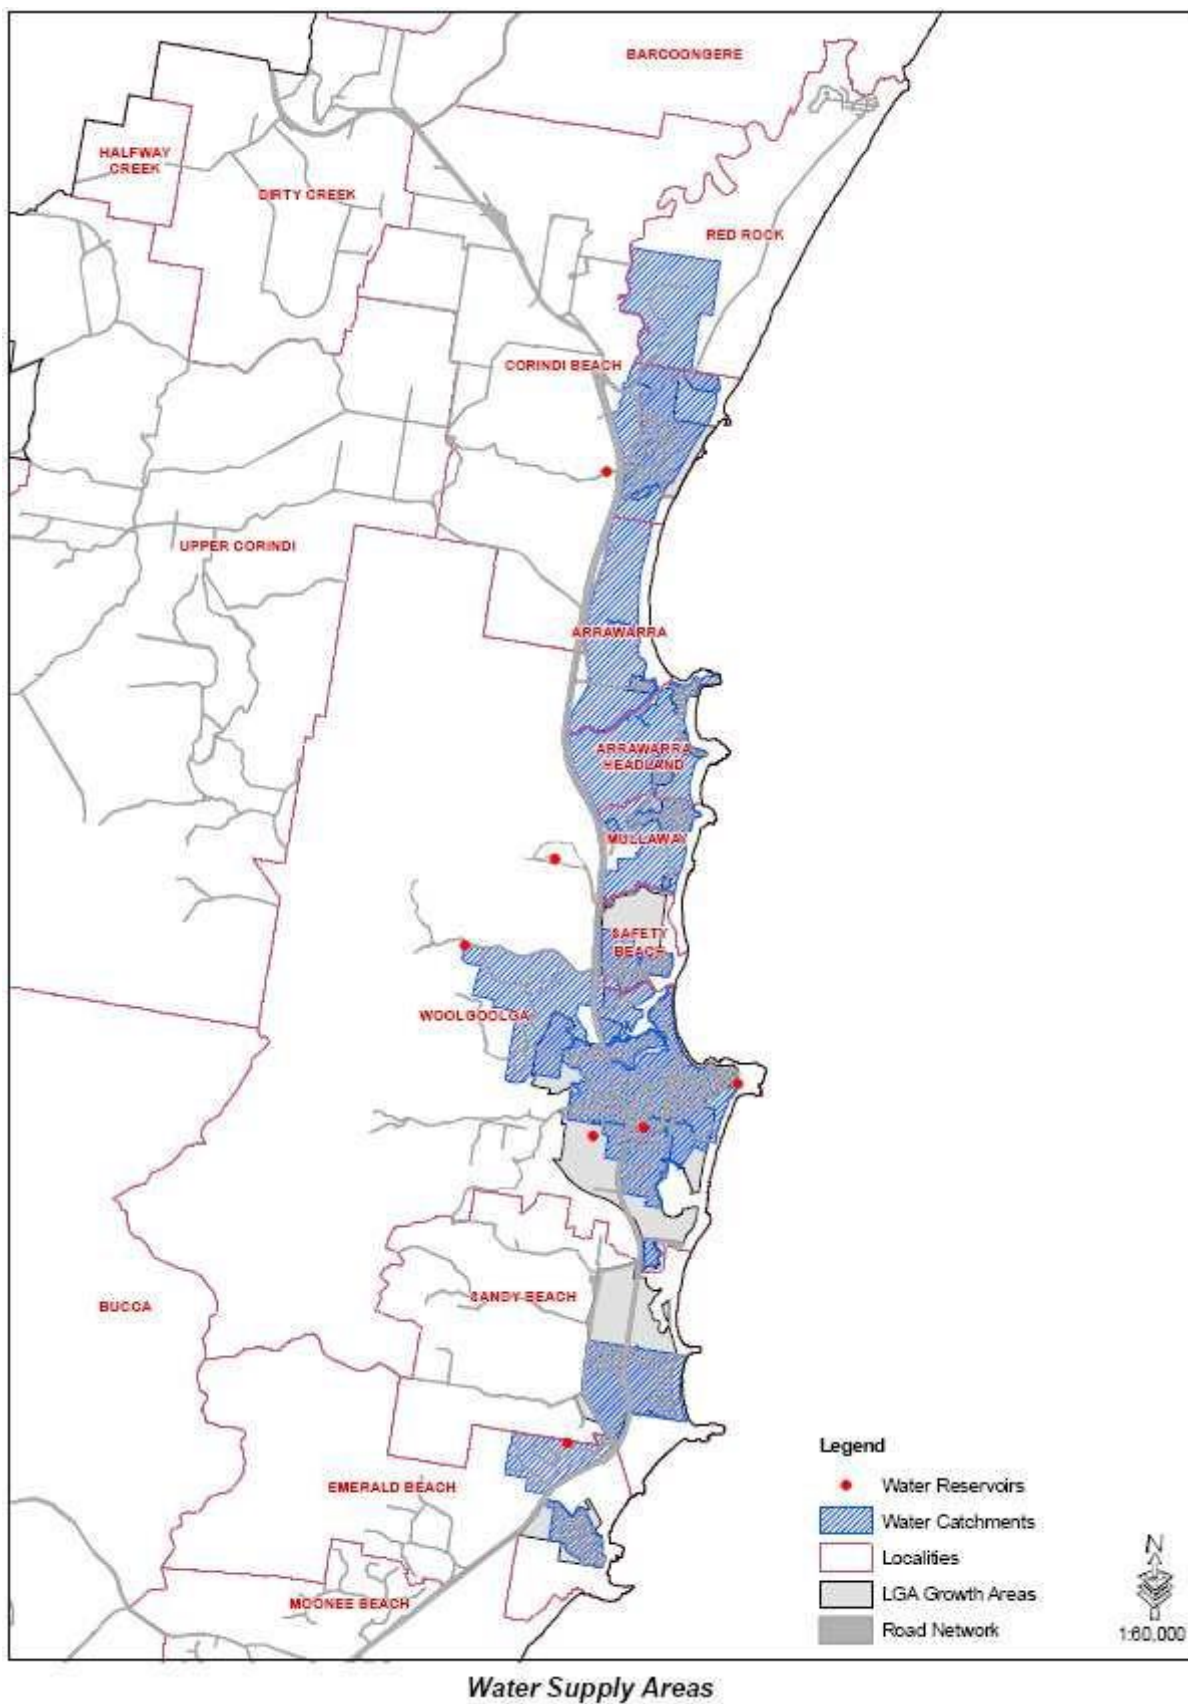 BARCOONGERE
HALFWAY
CREEK
DIRTY CREEK
RED ROCK
CORINDI BEACH
UPPER CORINDI
ARRAWARRA
ARRAWARRA
HEADLAND
MULLAWAY
SAFETY
BEACH
WOOLGOOLGA
SANDY BEACH
BUCCA
EMERALD BEACH
MOONEE BEACH
Legend
Water Reservoirs
Water Catchments
Localities
LGA Growth Areas
Road Network
N
1:60,000
Water Supply Areas